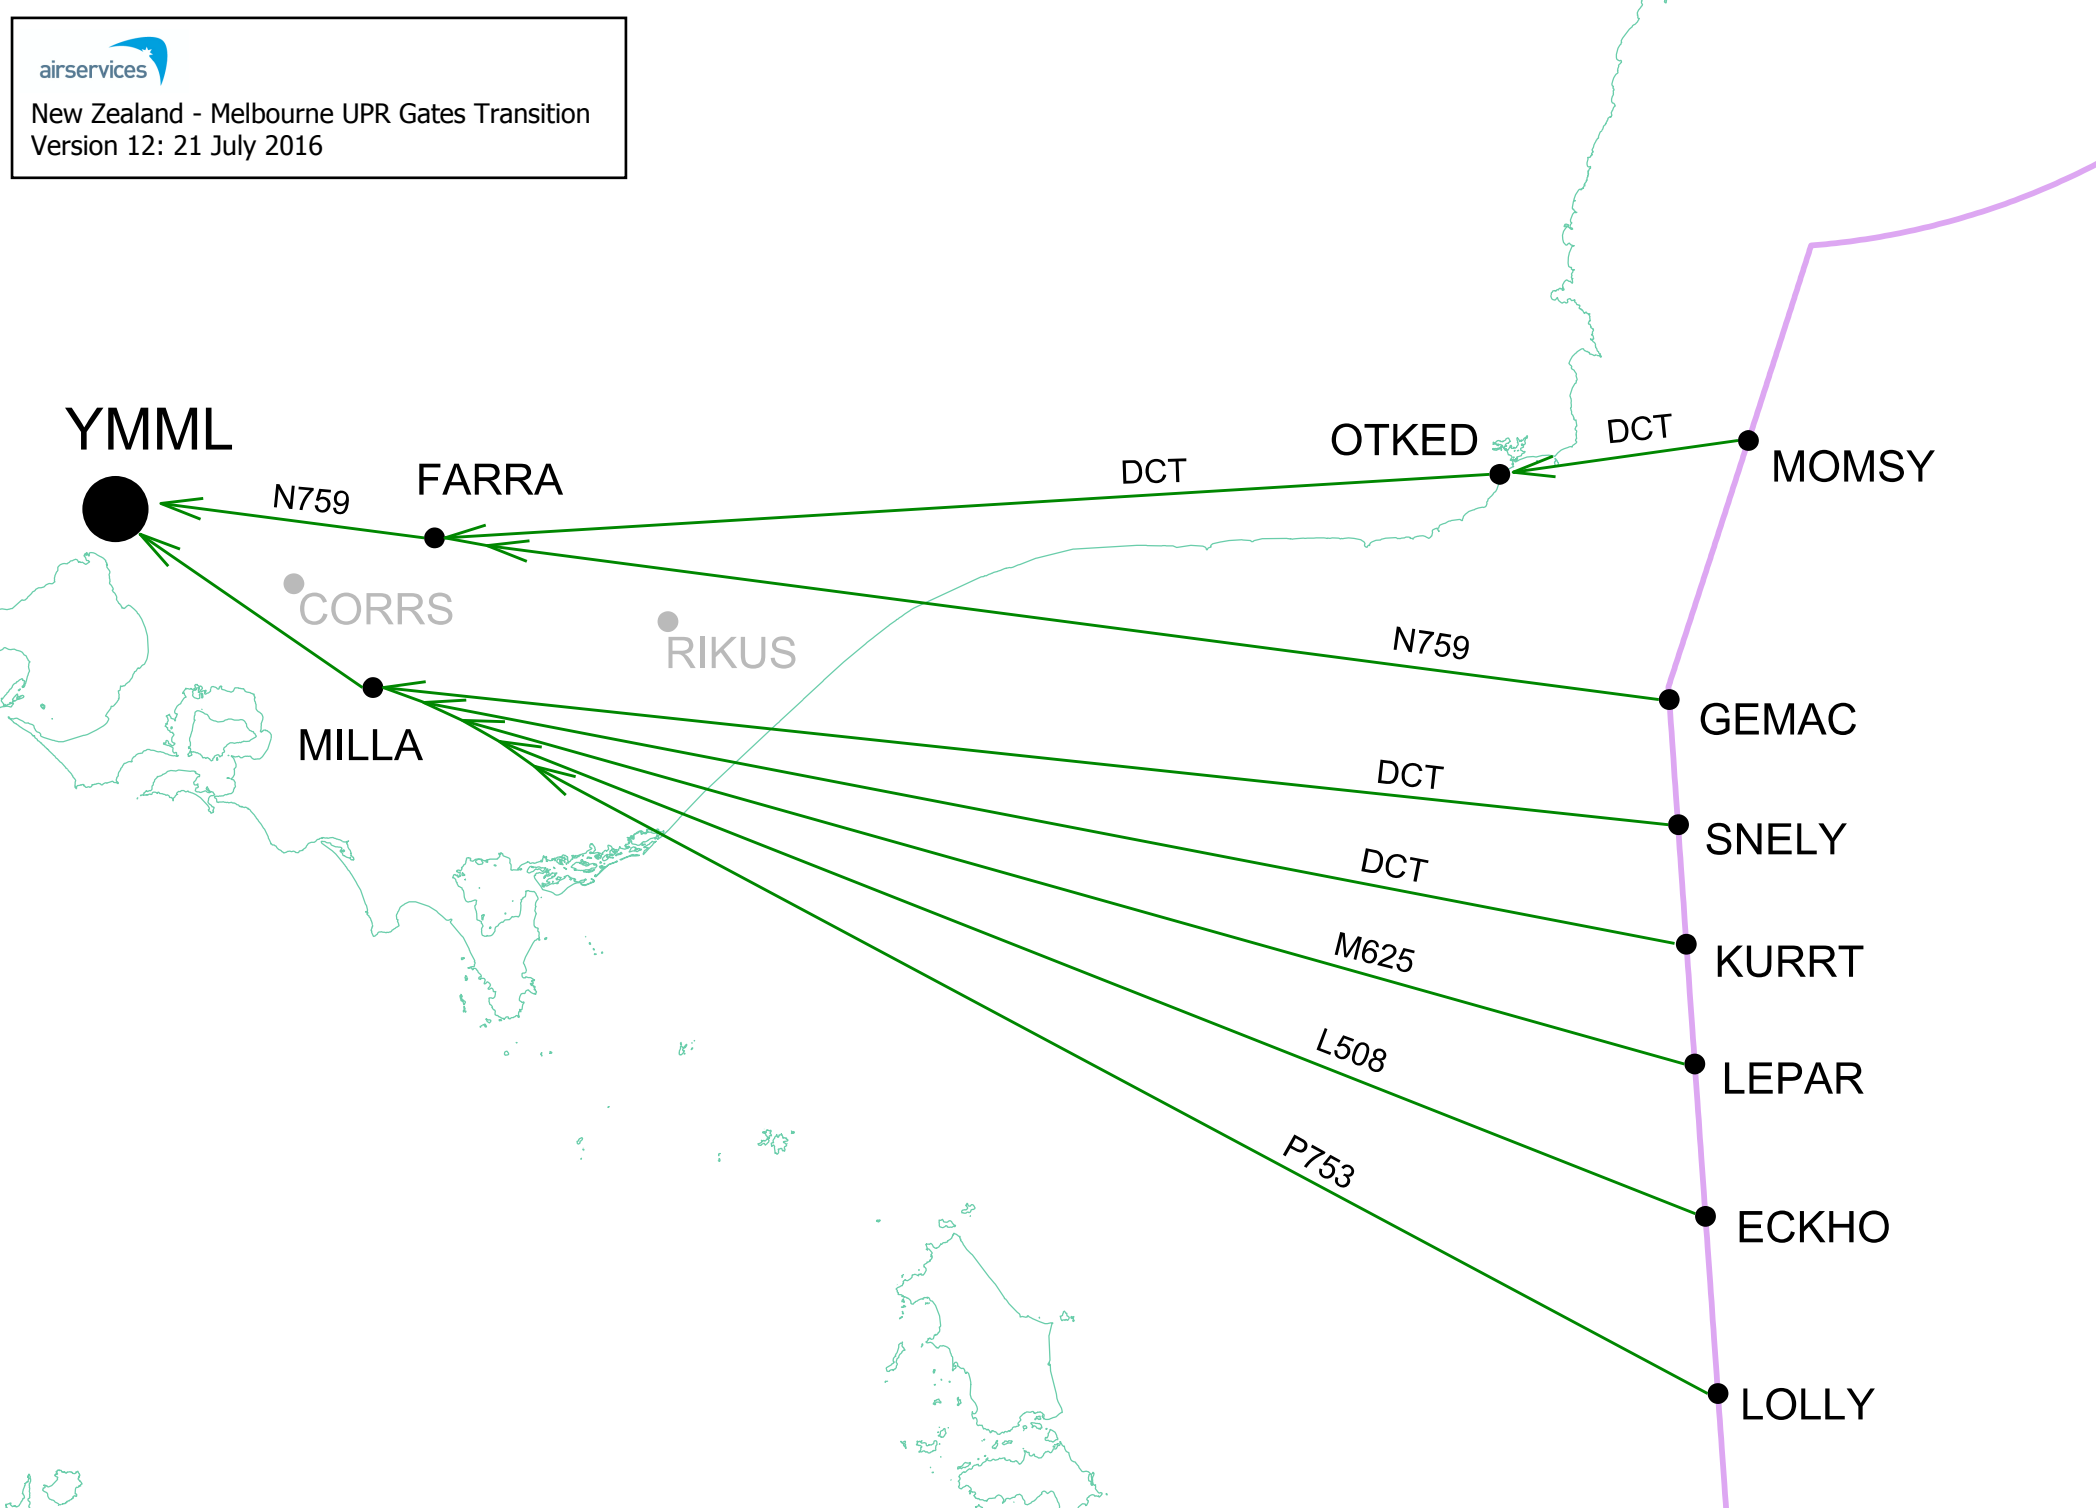 airservices
New Zealand - Melbourne UPR Gates Transition
Version 12: 21 July 2016
YMML
N759
FARRA
DCT
OTKED
DCT
MOMSY
CORRS
RIKUS
N759
GEMAC
MILLA
DCT
SNELY
DCT
KURRT
M625
LEPAR
L508
ECKHO
P753
LOLLY